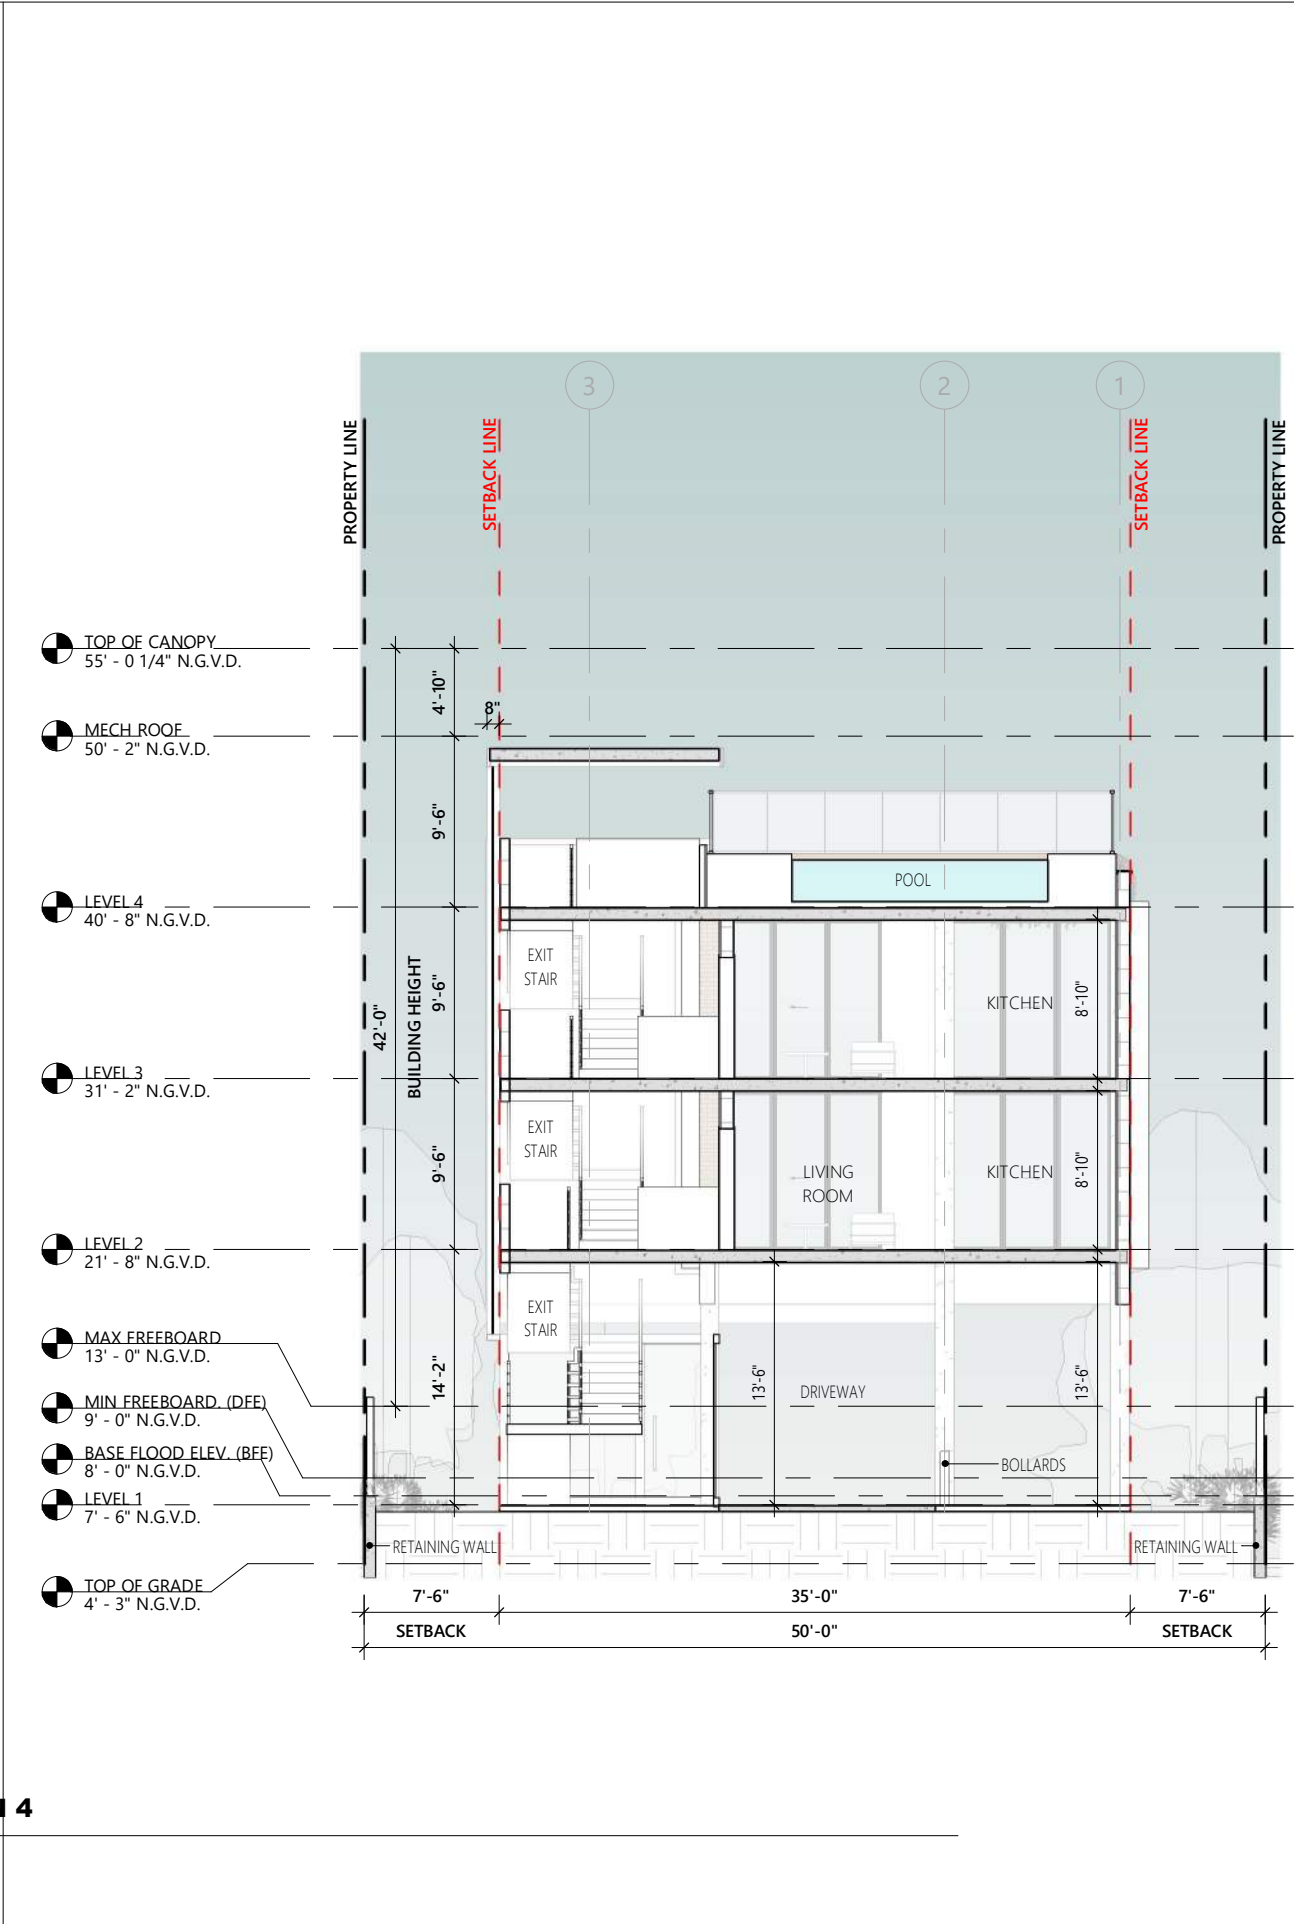 3
2
1
PROPERTY LINE
SETBACK LINE
SETBACK LINE
PROPERTY LINE
TOP OF CANOPY
55' - 0 1/4" N.G.V.D.
4'-10"
8"
MECH ROOF
50' - 2" N.G.V.D.
9'-6"
POOL
LEVEL 4
40' - 8" N.G.V.D.
EXIT
STAIR
42'-0"
BUILDING HEIGHT
9'-6"
KITCHEN
8'-10"
LEVEL 3
31' - 2" N.G.V.D.
EXIT
STAIR
9'-6"
LIVING
ROOM
KITCHEN
8'-10"
LEVEL 2
21' - 8" N.G.V.D.
EXIT
STAIR
MAX FREEBOARD
13' - 0" N.G.V.D.
14'-2"
13'-6"
DRIVEWAY
13'-6"
MIN FREEBOARD. (DFE)
9' - 0" N.G.V.D.
BASE FLOOD ELEV. (BFE)
8' - 0" N.G.V.D.
BOLLARDS
LEVEL 1
7' - 6" N.G.V.D.
RETAINING WALL
RETAINING WALL
TOP OF GRADE
4' - 3" N.G.V.D.
7'-6"
35'-0"
7'-6"
SETBACK
50'-0"
SETBACK
4